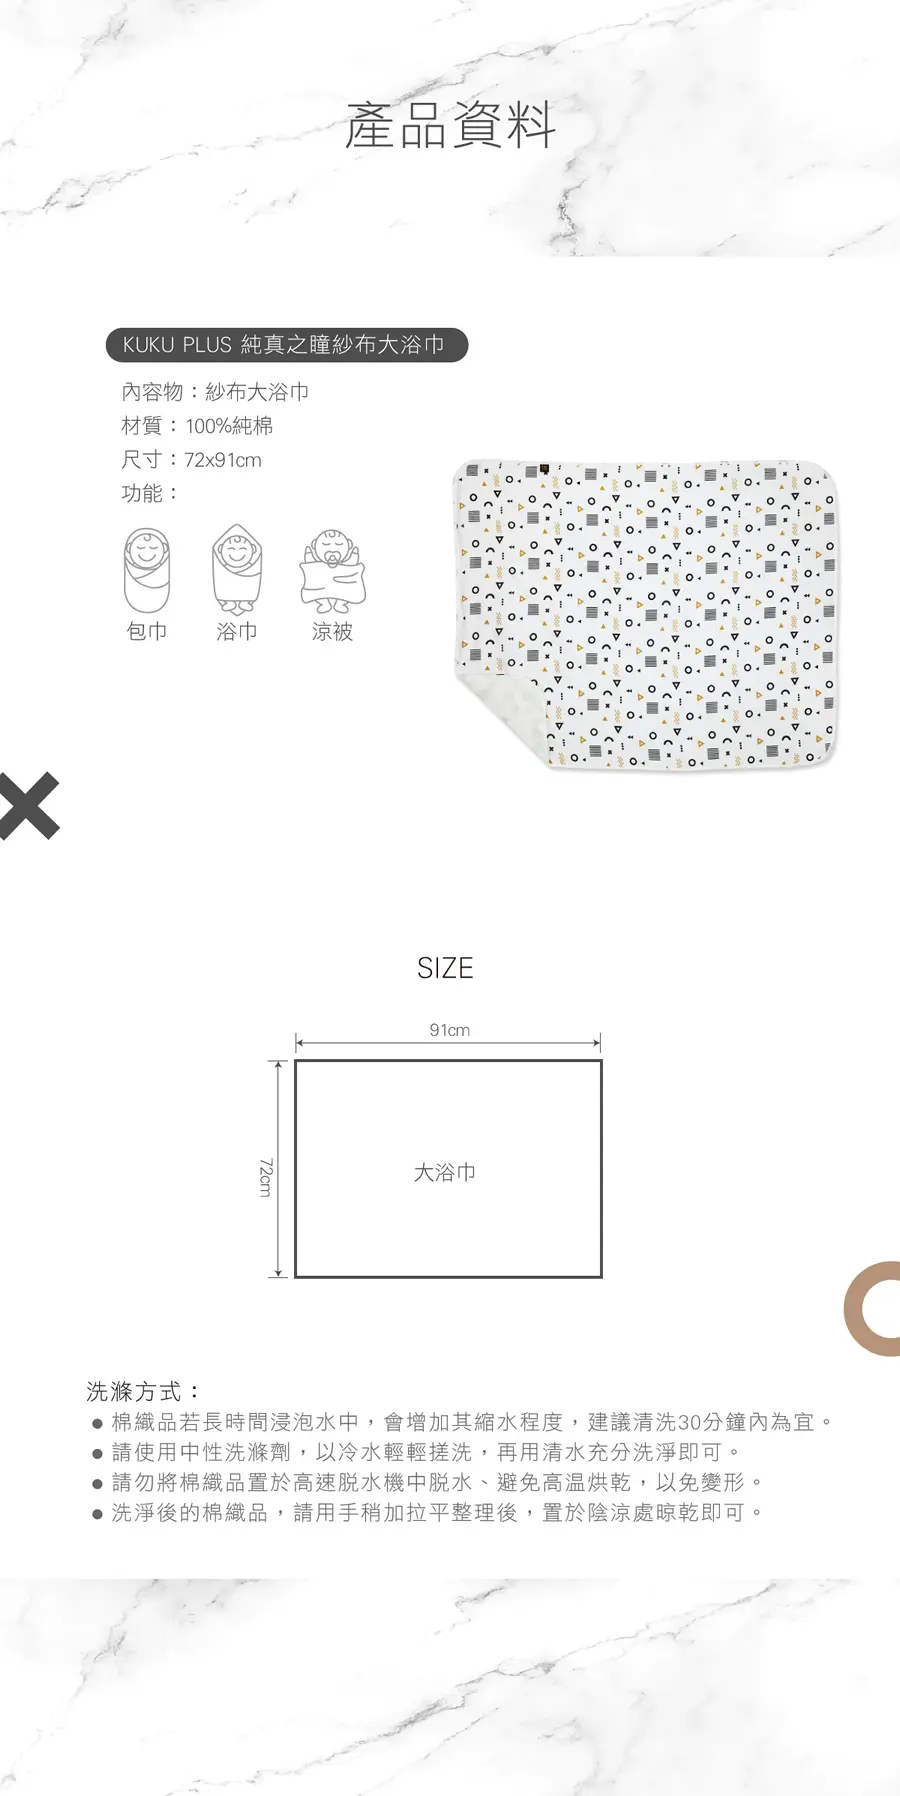 產品資料
KUKU PLUS 純真之瞳紗布大浴巾
內容物：紗布大浴巾
材質：100%純棉
尺寸：72x91cm
功能：
包巾 浴巾 涼被
SIZE
91cm
72cm
大浴巾
洗滌方式：
● 棉織品若長時間浸泡水中，會增加其縮水程度，建議清洗30分鐘內為宜。
● 請使用中性洗滌劑，以冷水輕輕搓洗，再用清水充分洗淨即可。
● 請勿將棉織品置於高速脫水機中脫水、避免高温烘乾，以免變形。
● 洗淨後的棉織品，請用手稍加拉平整理後，置於陰涼處晾乾即可。